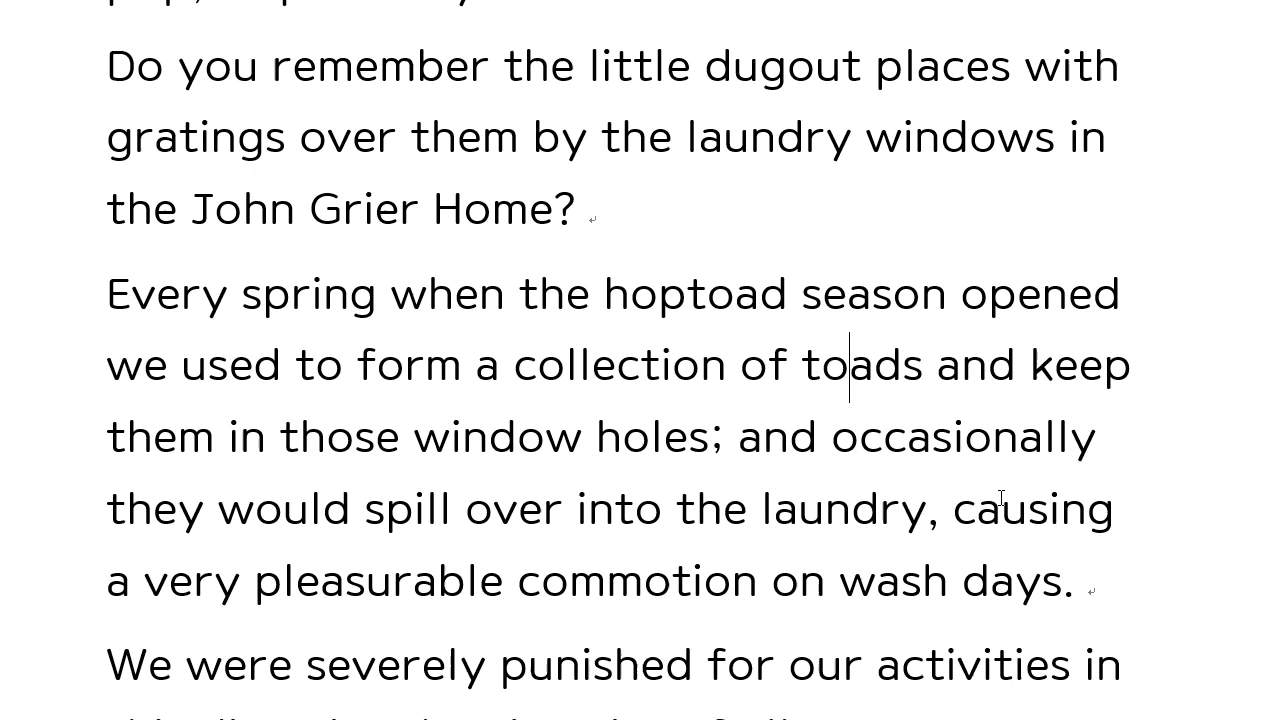 Do you remember the little dugout places with
gratings over them by the laundry windows in
the John Grier Home?
Every spring when the hoptoad season opened
we used to form a collection of toads and keep
them in those window holes; and occasionally
they would spill over into the laundry, causing
a very pleasurable commotion on wash days.
We were severely punished for our activities in